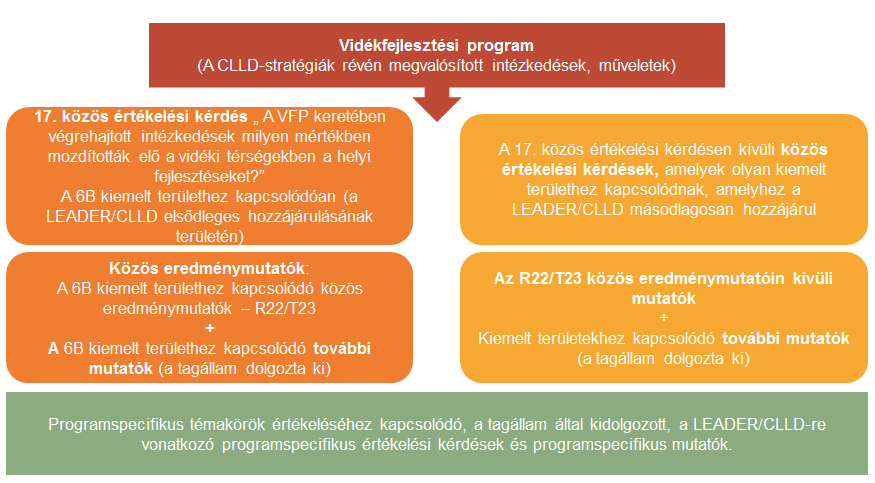 Vidékfejlesztési program
(A CLLD-stratégiák révén megvalósított intézkedések, műveletek)
17. közös értékelési kérdés „ A VFP keretében
végrehajtott intézkedések milyen mértékben
mozdították elő a vidéki térségekben a helyi
fejlesztéseket?”
A 6B kiemelt területhez kapcsolódóan (a
LEADER/CLLD elsődleges hozzájárulásának
területén)
A 17. közös értékelési kérdésen kívüli közös
értékelési kérdések, amelyek olyan kiemelt
területhez kapcsolódnak, amelyhez a
LEADER/CLLD másodlagosan hozzájárul
Közös eredménymutatók:
A 6B kiemelt területhez kapcsolódó közös
eredménymutatók – R22/T23
+
A 6B kiemelt területhez kapcsolódó további
mutatók (a tagállam dolgozta ki)
Az R22/T23 közös eredménymutatóin kívüli
mutatók
+
Kiemelt területekhez kapcsolódó további mutatók
(a tagállam dolgozta ki)
Programspecifikus témakörök értékeléséhez kapcsolódó, a tagállam által kidolgozott, a LEADER/CLLD-re
vonatkozó programspecifikus értékelési kérdések és programspecifikus mutatók.